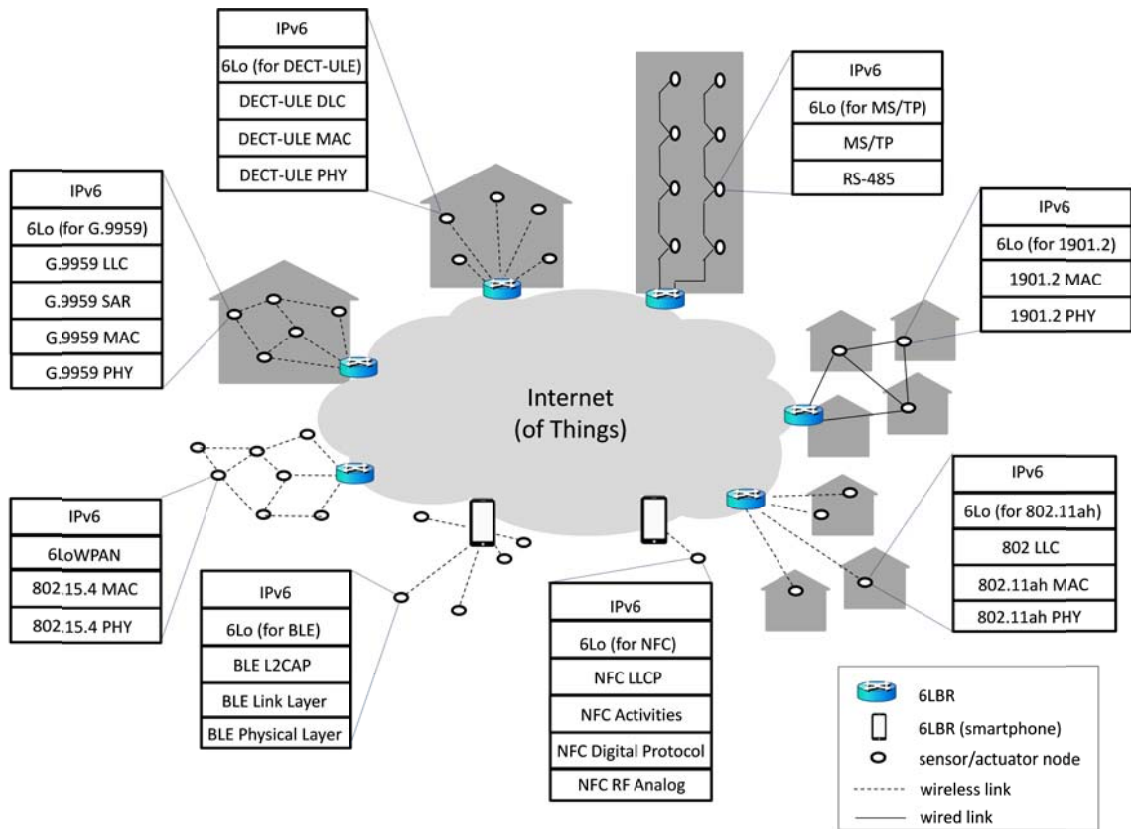 IPv6
6Lo (for DECT-ULE)
DECT-ULE DLC
DECT-ULE MAC
DECT-ULE PHY
IPv6
6Lo (for MS/TP)
MS/TP
RS-485
IPv6
6Lo (for G.9959)
G.9959 LLC
G.9959 SAR
G.9959 MAC
G.9959 PHY
IPv6
6Lo (for 1901.2)
1901.2 MAC
1901.2 PHY
Internet
(of Things)
IPv6
6LoWPAN
802.15.4 MAC
802.15.4 PHY
IPv6
6Lo (for BLE)
BLE L2CAP
BLE Link Layer
BLE Physical Layer
IPv6
6Lo (for NFC)
NFC LLCP
NFC Activities
NFC Digital Protocol
NFC RF Analog
IPv6
6Lo (for 802.11ah)
802 LLC
802.11ah MAC
802.11ah PHY
6LBR
6LBR (smartphone)
sensor/actuator node
wireless link
wired link